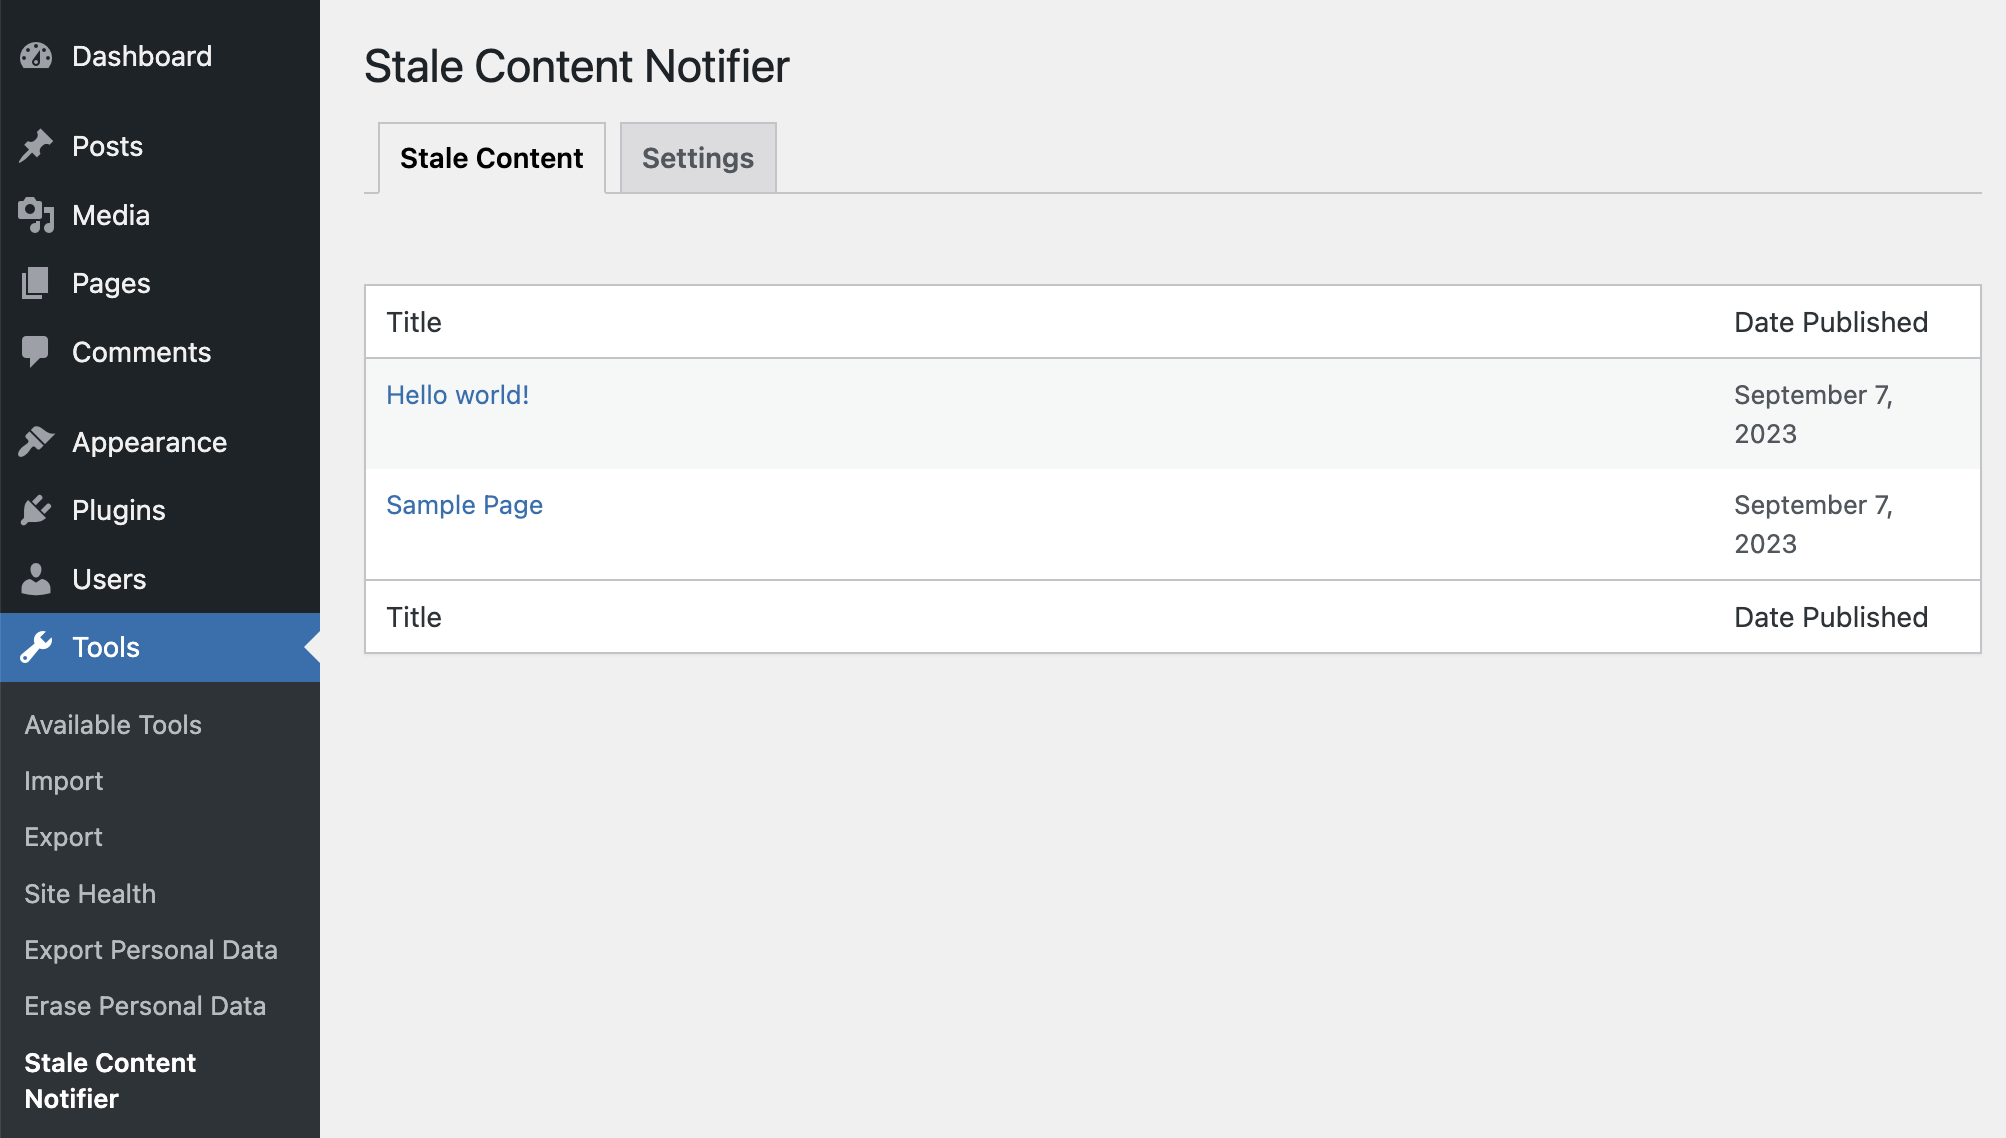 Dashboard
Posts
Media
Pages
Comments
Appearance
Plugins
Users
Tools
Available Tools
Import
Export
Site Health
Export Personal Data
Erase Personal Data
Stale Content
Notifier
Stale Content Notifier
Stale Content Settings
Title Date Published
Hello world! September 7,
2023
Sample Page September 7,
2023
Title Date Published